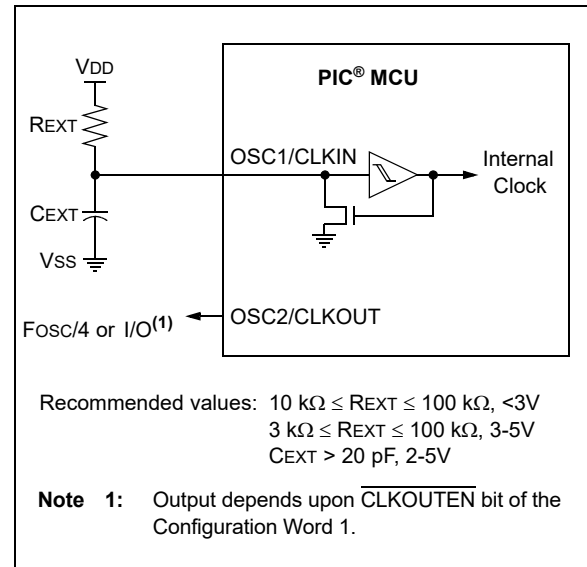 VDD
PIC® MCU
REXT
OSC1/CLKIN
Internal
Clock
CEXT
VSS
OSC2/CLKOUT
FOSC/4 or I/O(1)
Recommended values: 10 kΩ ≤ REXT ≤ 100 kΩ, <3V
3 kΩ ≤ REXT ≤ 100 kΩ, 3-5V
CEXT > 20 pF, 2-5V
Note 1: Output depends upon C̅L̅K̅O̅U̅T̅E̅N̅ bit of the
Configuration Word 1.